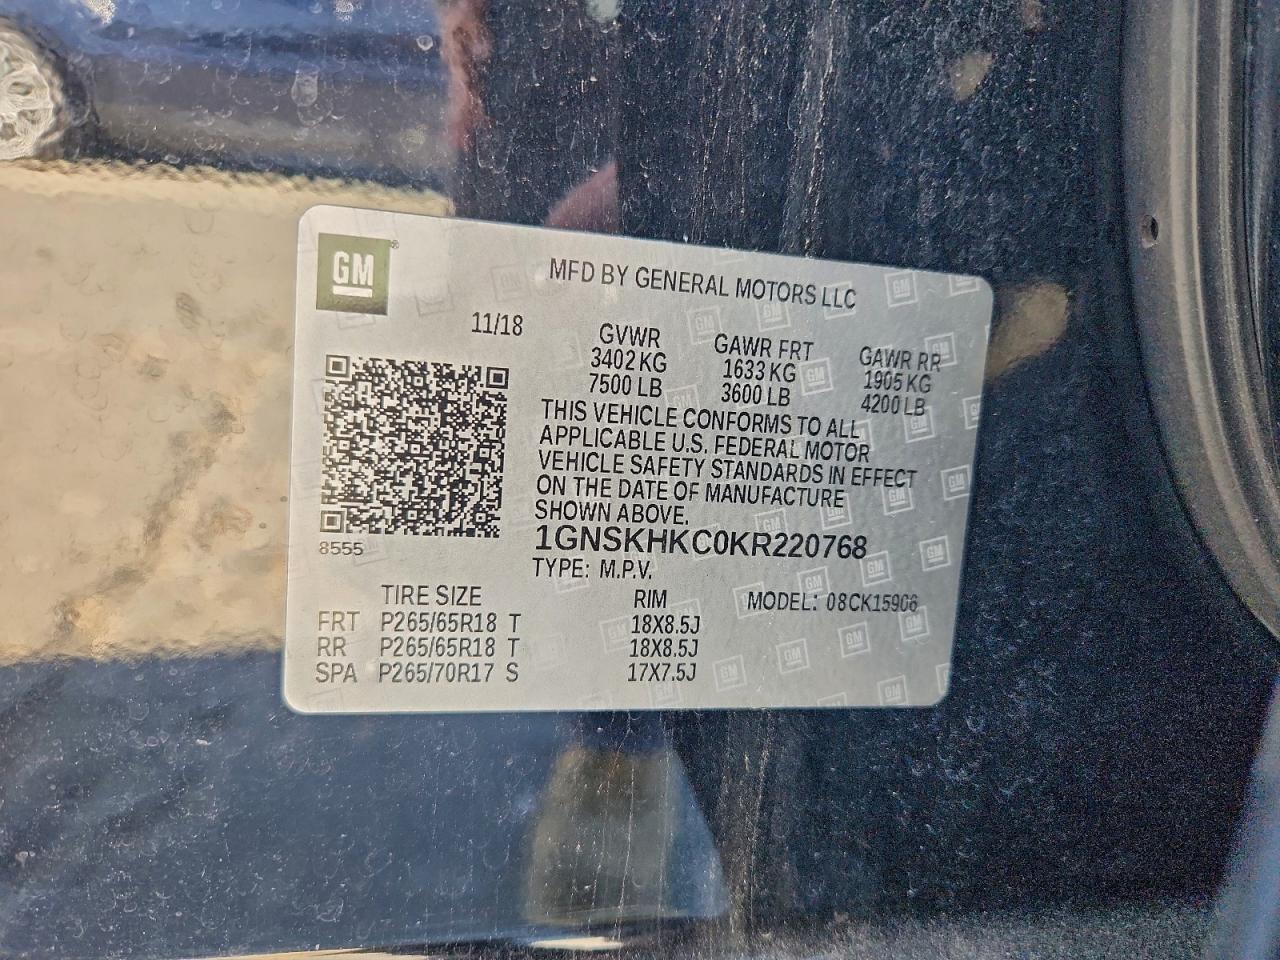 GM®
MFD BY GENERAL MOTORS LLC
11/18
GVWR GAWR FRT GAWR RR
3402 KG 1633 KG 1905 KG
7500 LB 3600 LB 4200 LB
THIS VEHICLE CONFORMS TO ALL
APPLICABLE U.S. FEDERAL MOTOR
VEHICLE SAFETY STANDARDS IN EFFECT
ON THE DATE OF MANUFACTURE
SHOWN ABOVE.
8555
1GNSKHKC0KR220768
TYPE: M.P.V.
TIRE SIZE RIM MODEL: 08CK15906
FRT P265/65R18 T 18X8.5J
RR P265/65R18 T 18X8.5J
SPA P265/70R17 S 17X7.5J